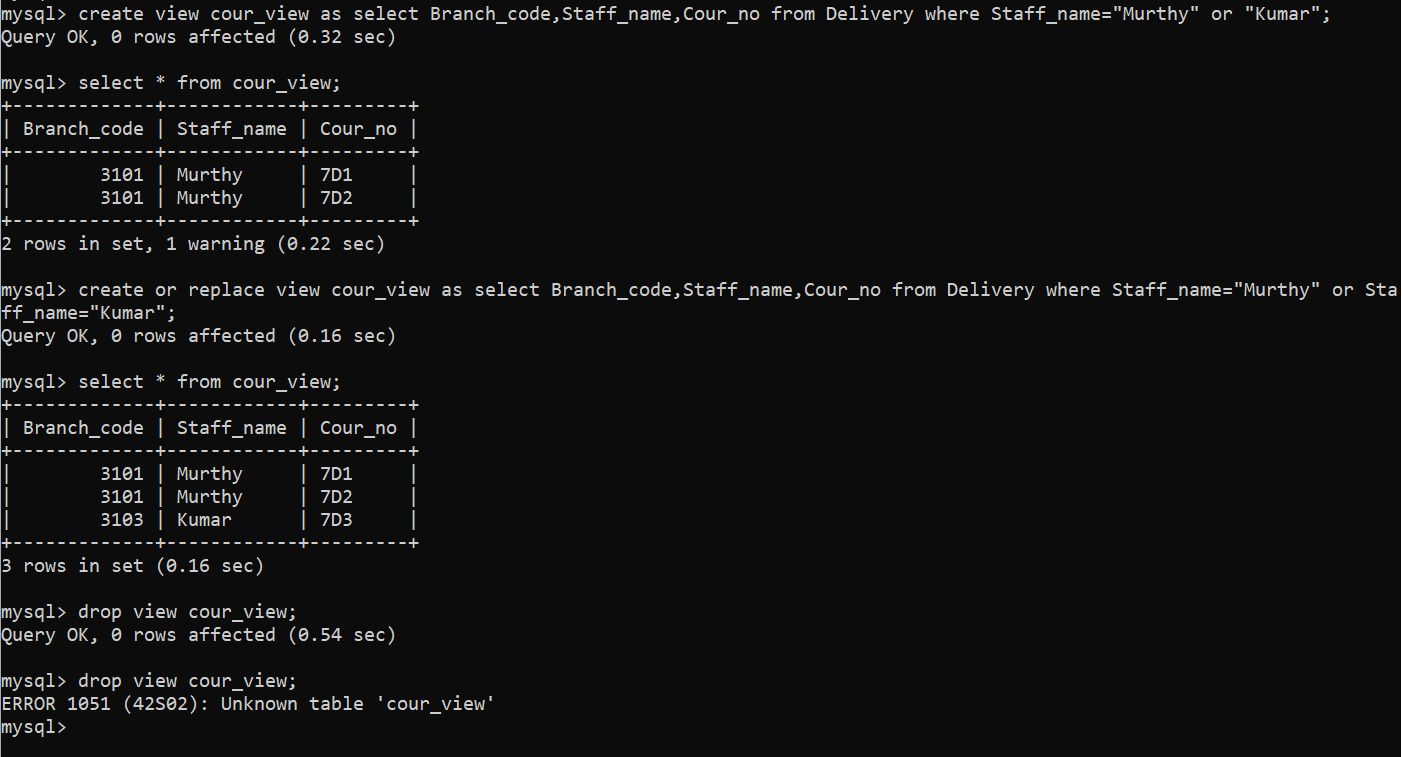 mysql> create view cour_view as select Branch_code,Staff_name,Cour_no from Delivery where Staff_name="Murthy" or "Kumar";
Query OK, 0 rows affected (0.32 sec)

mysql> select * from cour_view;
+-------------+------------+---------+
| Branch_code | Staff_name | Cour_no |
+-------------+------------+---------+
|        3101 | Murthy     | 7D1     |
|        3101 | Murthy     | 7D2     |
+-------------+------------+---------+
2 rows in set, 1 warning (0.22 sec)

mysql> create or replace view cour_view as select Branch_code,Staff_name,Cour_no from Delivery where Staff_name="Murthy" or Sta
ff_name="Kumar";
Query OK, 0 rows affected (0.16 sec)

mysql> select * from cour_view;
+-------------+------------+---------+
| Branch_code | Staff_name | Cour_no |
+-------------+------------+---------+
|        3101 | Murthy     | 7D1     |
|        3101 | Murthy     | 7D2     |
|        3103 | Kumar      | 7D3     |
+-------------+------------+---------+
3 rows in set (0.16 sec)

mysql> drop view cour_view;
Query OK, 0 rows affected (0.54 sec)

mysql> drop view cour_view;
ERROR 1051 (42S02): Unknown table 'cour_view'
mysql>